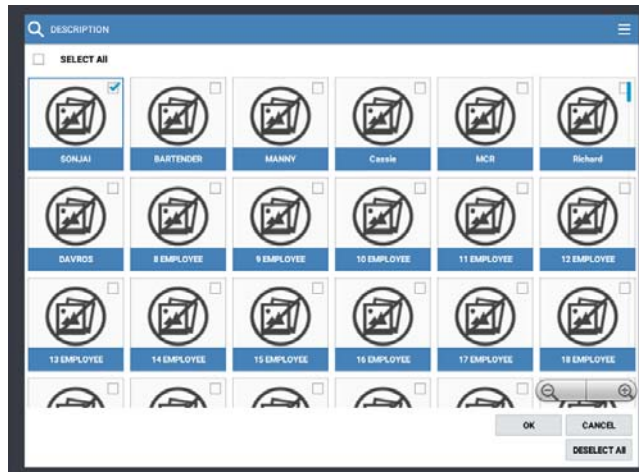 DESCRIPTION
SELECT All
SONJAI BARTENDER MANNY Cassie MCR Richard
DAVROS 8 EMPLOYEE 9 EMPLOYEE 10 EMPLOYEE 11 EMPLOYEE 12 EMPLOYEE
13 EMPLOYEE 14 EMPLOYEE 15 EMPLOYEE 16 EMPLOYEE 17 EMPLOYEE 18 EMPLOYEE
OK CANCEL
DESELECT All